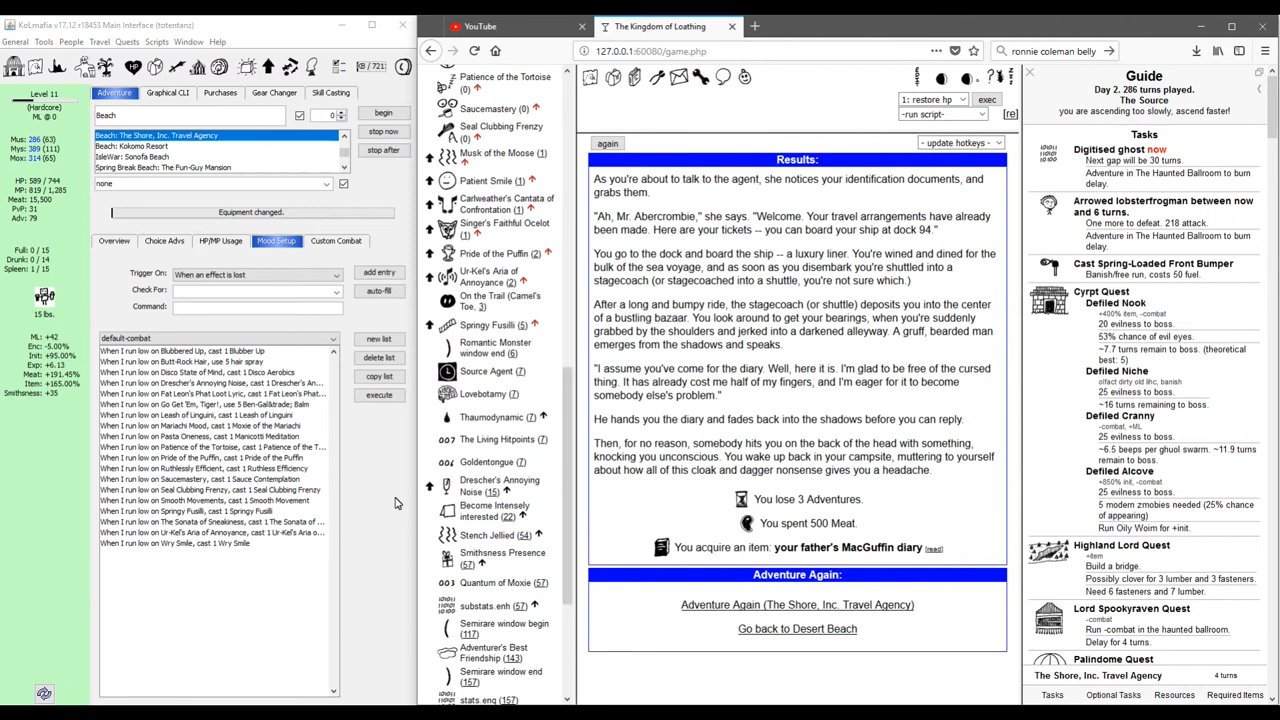 KoLmafia v17.12 r18453 Main Interface (totentanz)
General Tools People Travel Quests Scripts Window Help
Level 11
(Hardcore)
ML @ 0
Mus: 286 (63)
Mys: 389 (111)
Mox: 314 (65)
HP: 589 / 744
MP: 819 / 1,285
Meat: 15,500
PvP: 31
Adv: 79
Full: 0 / 15
Drunk: 0 / 14
Spleen: 1 / 15
15 lbs.
ML: +42
Enc: -5.00%
Init: +95.00%
Exp: +6.13
Meat: +191.45%
Item: +165.00%
Smithsness: +35
Adventure Graphical CLI Purchases Gear Changer Skill Casting
Beach
0
begin
Beach: The Shore, Inc. Travel Agency
Beach: Kokomo Resort
IsleWar: Sonofa Beach
Spring Break Beach: The Fun-Guy Mansion
stop now
stop after
none
Equipment changed.
Overview Choice Advs HP/MP Usage Mood Setup Custom Combat
Trigger On: When an effect is lost
Check For:
Command:
add entry
auto-fill
default-combat
When I run low on Blubbered Up, cast 1 Blubber Up
When I run low on Butt-Rock Hair, use 5 hair spray
When I run low on Disco State of Mind, cast 1 Disco Aerobics
When I run low on Drescher's Annoying Noise, cast 1 Drescher's An...
When I run low on Fat Leon's Phat Loot Lyric, cast 1 Fat Leon's Phat...
When I run low on Go Get 'Em, Tiger!, use 5 Ben-Gal&trade; Balm
When I run low on Leash of Linguini, cast 1 Leash of Linguini
When I run low on Mariachi Mood, cast 1 Moxie of the Mariachi
When I run low on Pasta Oneness, cast 1 Manicotti Meditation
When I run low on Patience of the Tortoise, cast 1 Patience of the T...
When I run low on Pride of the Puffin, cast 1 Pride of the Puffin
When I run low on Ruthlessly Efficient, cast 1 Ruthless Efficiency
When I run low on Saucemastery, cast 1 Sauce Contemplation
When I run low on Seal Clubbing Frenzy, cast 1 Seal Clubbing Frenzy
When I run low on Smooth Movements, cast 1 Smooth Movement
When I run low on Springy Fusilli, cast 1 Springy Fusilli
When I run low on The Sonata of Sneakiness, cast 1 The Sonata of ...
When I run low on Ur-Kel's Aria of Annoyance, cast 1 Ur-Kel's Aria o...
When I run low on Wry Smile, cast 1 Wry Smile
new list
delete list
copy list
execute
YouTube
The Kingdom of Loathing
127.0.0.1:60080/game.php
ronnie coleman belly
Patience of the Tortoise
(0)
Saucemastery (0)
Seal Clubbing Frenzy
(0)
Musk of the Moose (1)
Patient Smile (1)
Carlweather's Cantata of
Confrontation (1)
Singer's Faithful Ocelot
(1)
Pride of the Puffin (2)
Ur-Kel's Aria of
Annoyance (2)
On the Trail (Camel's
Toe, 3)
Springy Fusilli (5)
Romantic Monster
window end (6)
Source Agent (7)
Lovebotamy (7)
Thaumodynamic (7)
007 The Living Hitpoints (7)
006 Goldentongue (7)
Drescher's Annoying
Noise (15)
Become Intensely
interested (22)
Stench Jellied (54)
Smithsness Presence
(57)
003 Quantum of Moxie (57)
substats.enh (57)
Semirare window begin
(117)
Adventurer's Best
Friendship (143)
Semirare window end
(157)
stats.enq (157)
1: restore hp
exec
-run script-
[re]
again
- update hotkeys -
Results:
As you're about to talk to the agent, she notices your identification documents, and
grabs them.
"Ah, Mr. Abercrombie," she says. "Welcome. Your travel arrangements have already
been made. Here are your tickets -- you can board your ship at dock 94."
You go to the dock and board the ship -- a luxury liner. You're wined and dined for the
bulk of the sea voyage, and as soon as you disembark you're shuttled into a
stagecoach (or stagecoached into a shuttle, you're not sure which.)
After a long and bumpy ride, the stagecoach (or shuttle) deposits you into the center
of a bustling bazaar. You look around to get your bearings, when you're suddenly
grabbed by the shoulders and jerked into a darkened alleyway. A gruff, bearded man
emerges from the shadows and speaks.
"I assume you've come for the diary. Well, here it is. I'm glad to be free of the cursed
thing. It has already cost me half of my fingers, and I'm eager for it to become
somebody else's problem."
He hands you the diary and fades back into the shadows before you can reply.
Then, for no reason, somebody hits you on the back of the head with something,
knocking you unconscious. You wake up back in your campsite, muttering to yourself
about how all of this cloak and dagger nonsense gives you a headache.
You lose 3 Adventures.
You spent 500 Meat.
You acquire an item: your father's MacGuffin diary [read]
Adventure Again:
Adventure Again (The Shore, Inc. Travel Agency)
Go back to Desert Beach
Guide
Day 2. 286 turns played.
The Source
you are ascending too slowly, ascend faster!
Tasks
Digitised ghost now
Next gap will be 30 turns.
Adventure in The Haunted Ballroom to burn
delay.
Arrowed lobsterfrogman between now
and 6 turns.
One more to defeat. 218 attack.
Adventure in The Haunted Ballroom to burn
delay.
Cast Spring-Loaded Front Bumper
Banish/free run, costs 50 fuel.
Cyrpt Quest
Defiled Nook
+400% item, -combat
20 evilness to boss.
53% chance of evil eyes.
~7.7 turns remain to boss. (theoretical
best: 5)
Defiled Niche
olfact dirty old lihc, banish
~16 turns remaining to boss.
Defiled Cranny
-combat, +ML
25 evilness to boss.
~6.5 beeps per ghoul swarm. ~11.9 turns
remain to boss.
Defiled Alcove
+850% init, -combat
25 evilness to boss.
5 modern zmobies needed (25% chance
of appearing)
Run Oily Woim for +init.
Highland Lord Quest
+item
Build a bridge.
Possibly clover for 3 lumber and 3 fasteners.
Need 6 fasteners and 7 lumber.
Lord Spookyraven Quest
-combat
Run -combat in the haunted ballroom.
Delay for 4 turns.
Palindome Quest
The Shore, Inc. Travel Agency 4 turns
Tasks Optional Tasks Resources Required Items